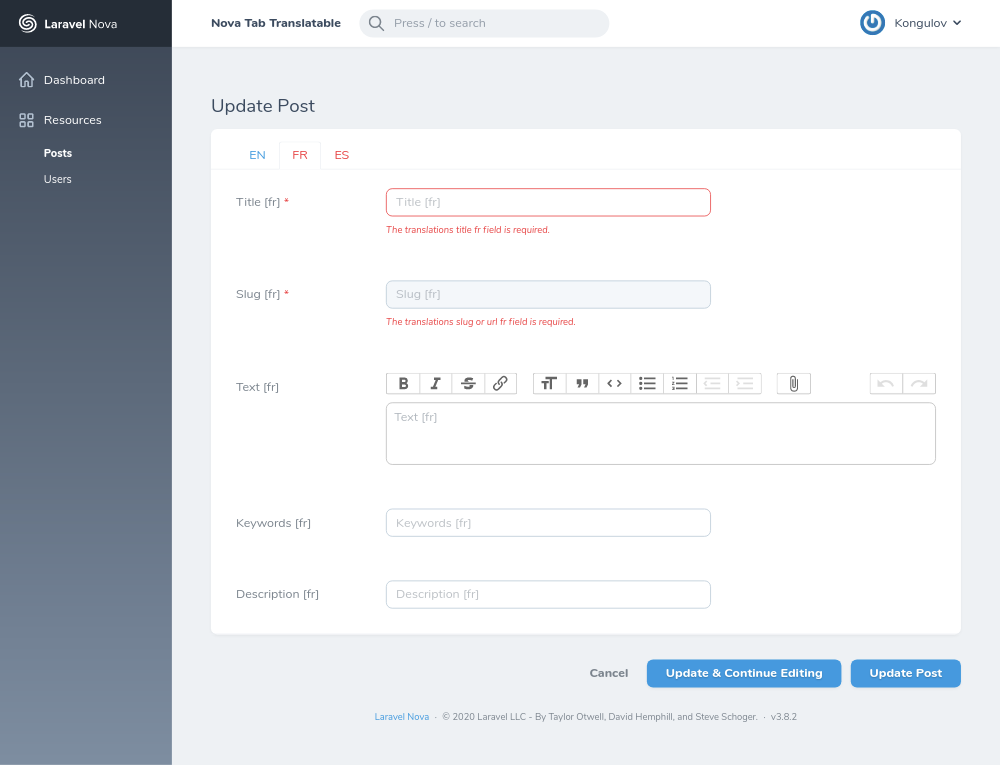 Laravel Nova
Nova Tab Translatable
Press / to search
Kongulov
Dashboard
Resources
Posts
Users
Update Post
EN FR ES
Title [fr] *
Title [fr]
The translations title fr field is required.
Slug [fr] *
Slug [fr]
The translations slug or url fr field is required.
Text [fr]
Text [fr]
Keywords [fr]
Keywords [fr]
Description [fr]
Description [fr]
Cancel
Update & Continue Editing
Update Post
Laravel Nova · © 2020 Laravel LLC - By Taylor Otwell, David Hemphill, and Steve Schoger. · v3.8.2